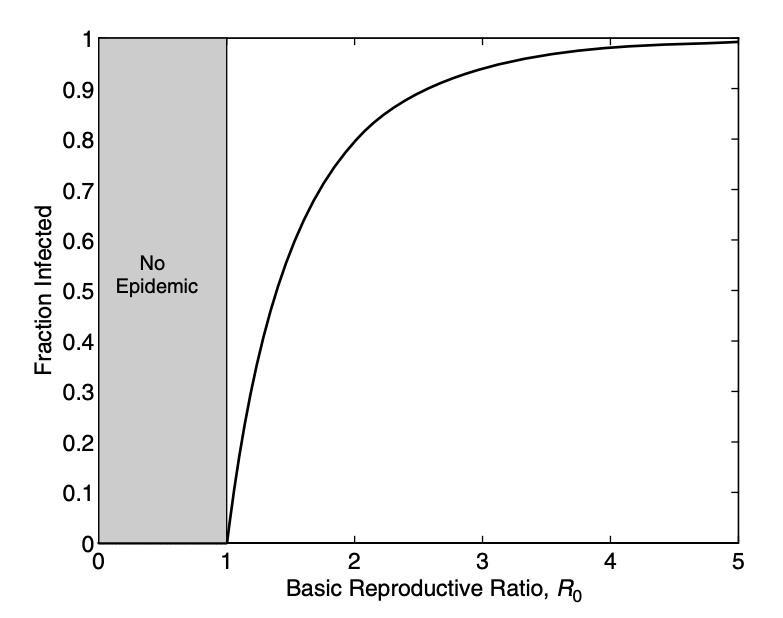 1
0.9
0.8
0.7
0.6
0.5
0.4
0.3
0.2
0.1
0
Fraction Infected
No
Epidemic
0 1 2 3 4 5
Basic Reproductive Ratio, R₀